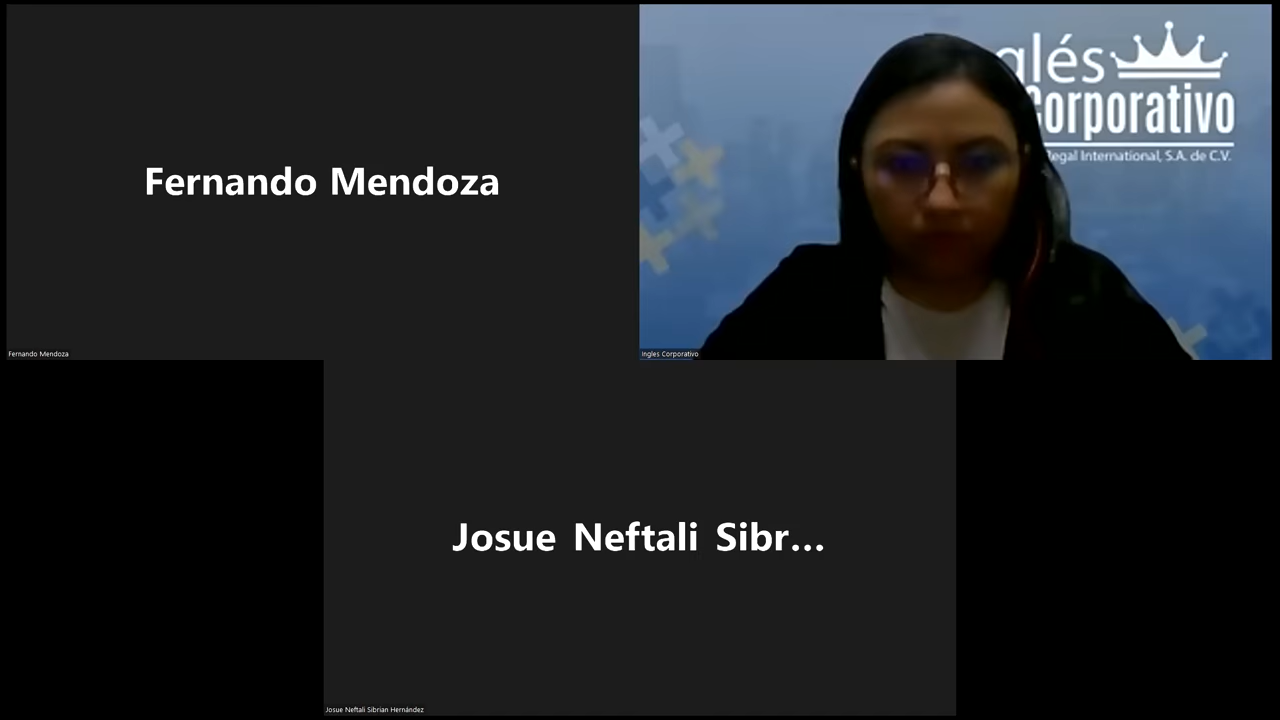 Fernando Mendoza
Fernando Mendoza
glés
Corporativo
Regal International, S.A. de C.V.
Ingles Corporativo
Josue Neftali Sibr...
Josue Neftali Sibrian Hernández